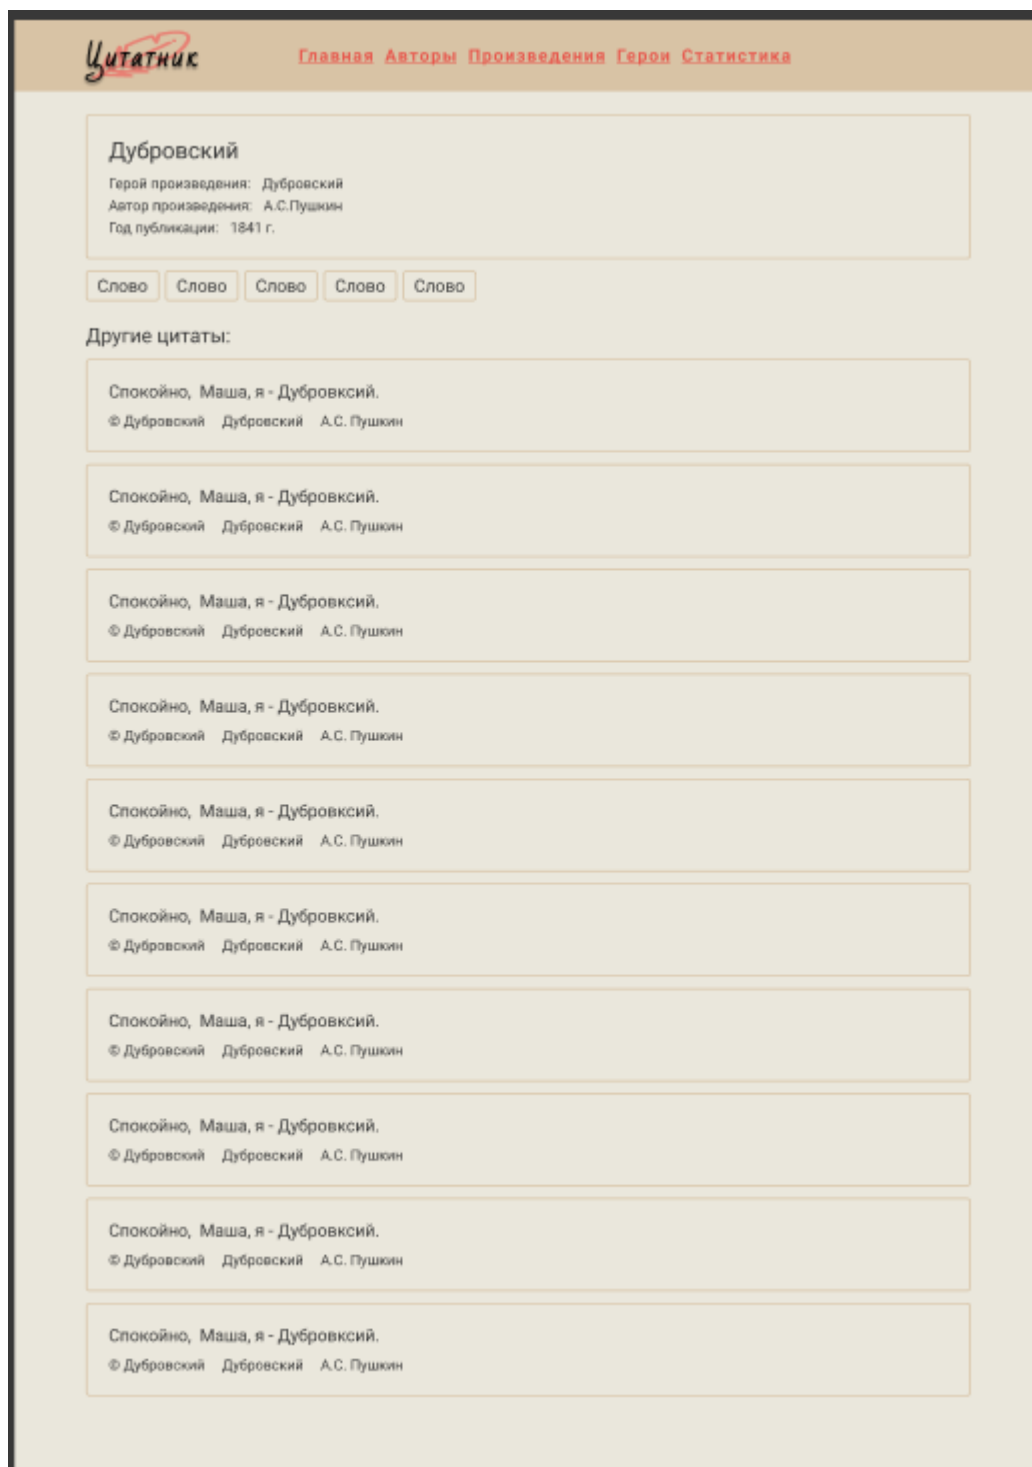 Цитатник
Главная Авторы Произведения Герои Статистика
Дубровский
Герой произведения: Дубровский
Автор произведения: А.С.Пушкин
Год публикации: 1841 г.
Слово Слово Слово Слово Слово
Другие цитаты:
Спокойно, Маша, я - Дубровксий.
© Дубровский Дубровский А.С. Пушкин
Спокойно, Маша, я - Дубровксий.
© Дубровский Дубровский А.С. Пушкин
Спокойно, Маша, я - Дубровксий.
© Дубровский Дубровский А.С. Пушкин
Спокойно, Маша, я - Дубровксий.
© Дубровский Дубровский А.С. Пушкин
Спокойно, Маша, я - Дубровксий.
© Дубровский Дубровский А.С. Пушкин
Спокойно, Маша, я - Дубровксий.
© Дубровский Дубровский А.С. Пушкин
Спокойно, Маша, я - Дубровксий.
© Дубровский Дубровский А.С. Пушкин
Спокойно, Маша, я - Дубровксий.
© Дубровский Дубровский А.С. Пушкин
Спокойно, Маша, я - Дубровксий.
© Дубровский Дубровский А.С. Пушкин
Спокойно, Маша, я - Дубровксий.
© Дубровский Дубровский А.С. Пушкин